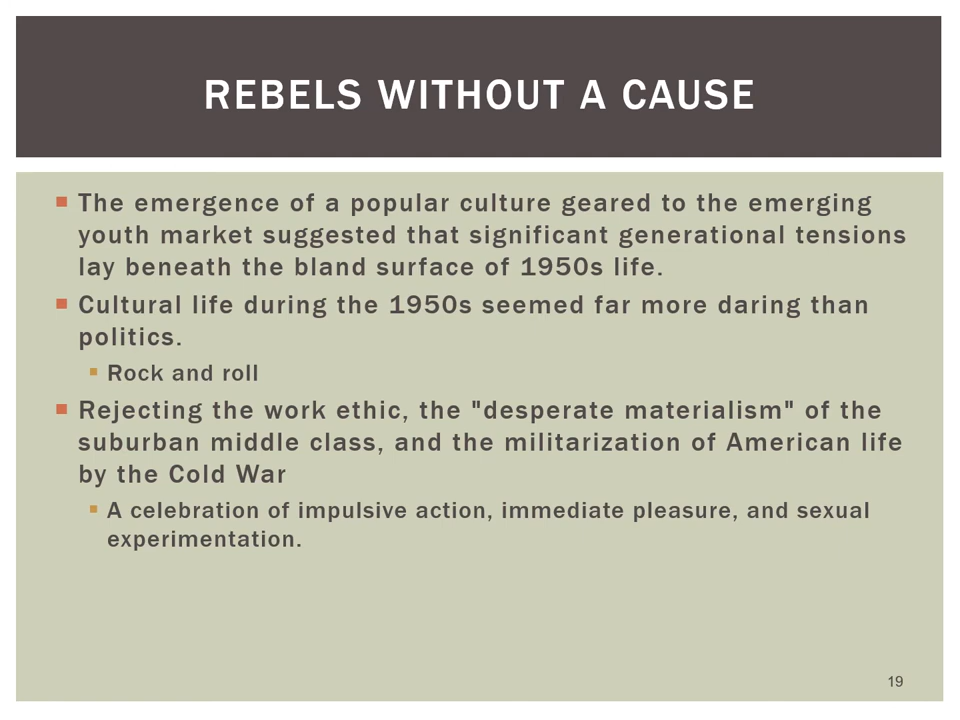 REBELS WITHOUT A CAUSE
The emergence of a popular culture geared to the emerging
youth market suggested that significant generational tensions
lay beneath the bland surface of 1950s life.
Cultural life during the 1950s seemed far more daring than
politics.
Rock and roll
Rejecting the work ethic, the "desperate materialism" of the
suburban middle class, and the militarization of American life
by the Cold War
A celebration of impulsive action, immediate pleasure, and sexual
experimentation.
19